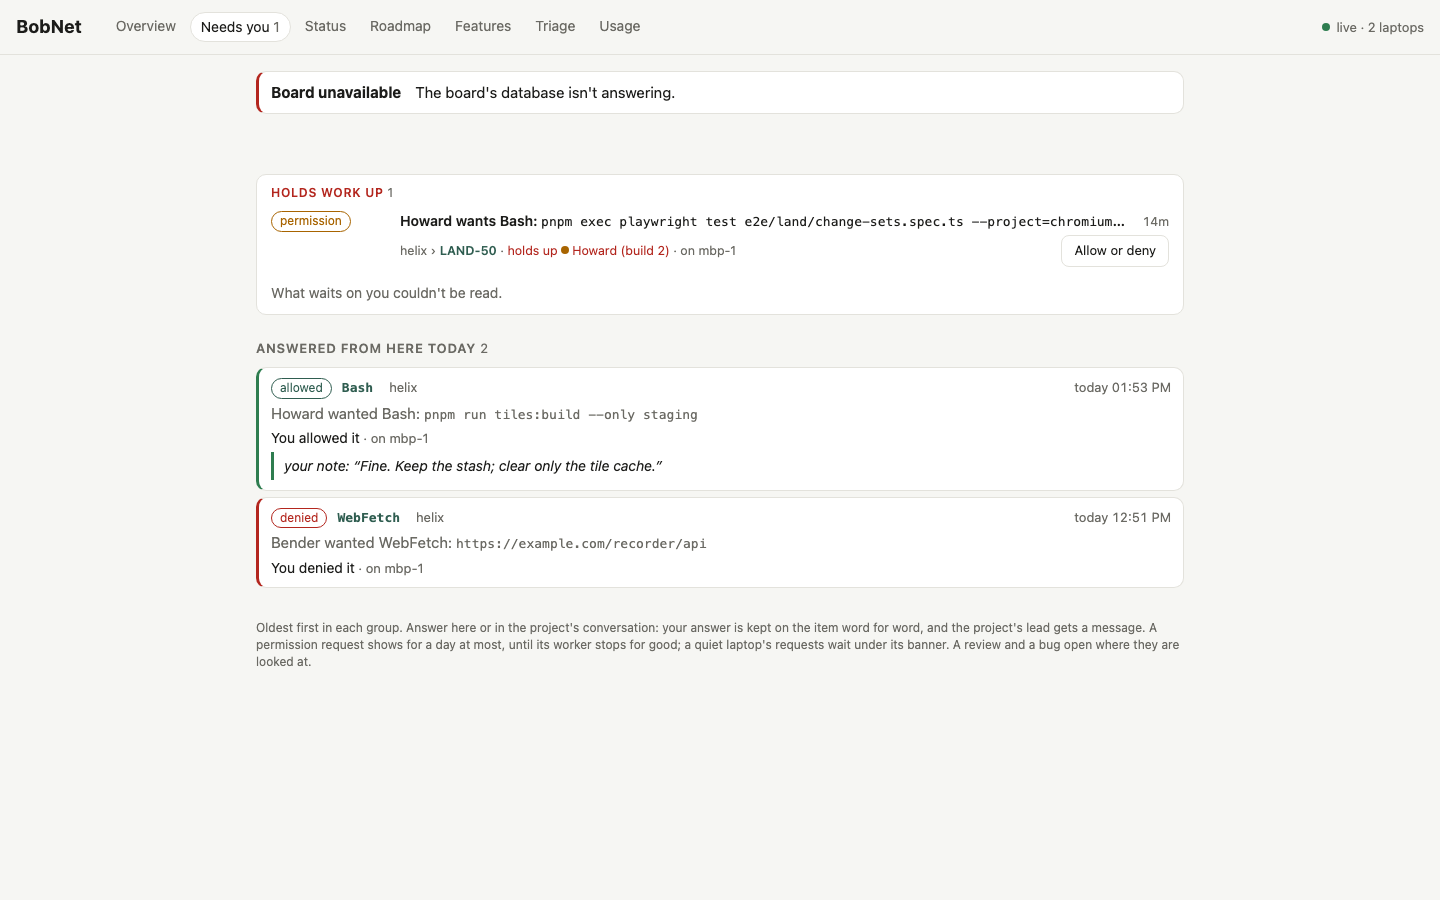 BobNet Overview Needs you 1 Status Roadmap Features Triage Usage live · 2 laptops
Board unavailable The board's database isn't answering.
HOLDS WORK UP 1
permission Howard wants Bash: pnpm exec playwright test e2e/land/change-sets.spec.ts --project=chromium… 14m
helix › LAND-50 · holds up Howard (build 2) · on mbp-1 Allow or deny
What waits on you couldn't be read.
ANSWERED FROM HERE TODAY 2
allowed Bash helix today 01:53 PM
Howard wanted Bash: pnpm run tiles:build --only staging
You allowed it · on mbp-1
your note: “Fine. Keep the stash; clear only the tile cache.”
denied WebFetch helix today 12:51 PM
Bender wanted WebFetch: https://example.com/recorder/api
You denied it · on mbp-1
Oldest first in each group. Answer here or in the project's conversation: your answer is kept on the item word for word, and the project's lead gets a message. A
permission request shows for a day at most, until its worker stops for good; a quiet laptop's requests wait under its banner. A review and a bug open where they are
looked at.